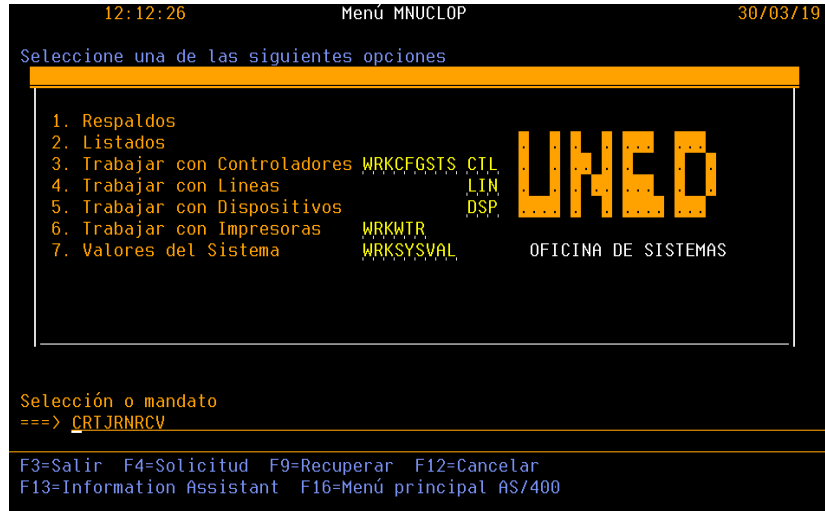 12:12:26 Menú MNUCLOP 30/03/19
Seleccione una de las siguientes opciones
1. Respaldos
2. Listados
3. Trabajar con Controladores WRKCFGSTS CTL
4. Trabajar con Lineas LIN
5. Trabajar con Dispositivos DSP
6. Trabajar con Impresoras WRKWTR
7. Valores del Sistema WRKSYSVAL
UNED
OFICINA DE SISTEMAS
Selección o mandato
===> CRTJRNRCV
F3=Salir F4=Solicitud F9=Recuperar F12=Cancelar
F13=Information Assistant F16=Menú principal AS/400